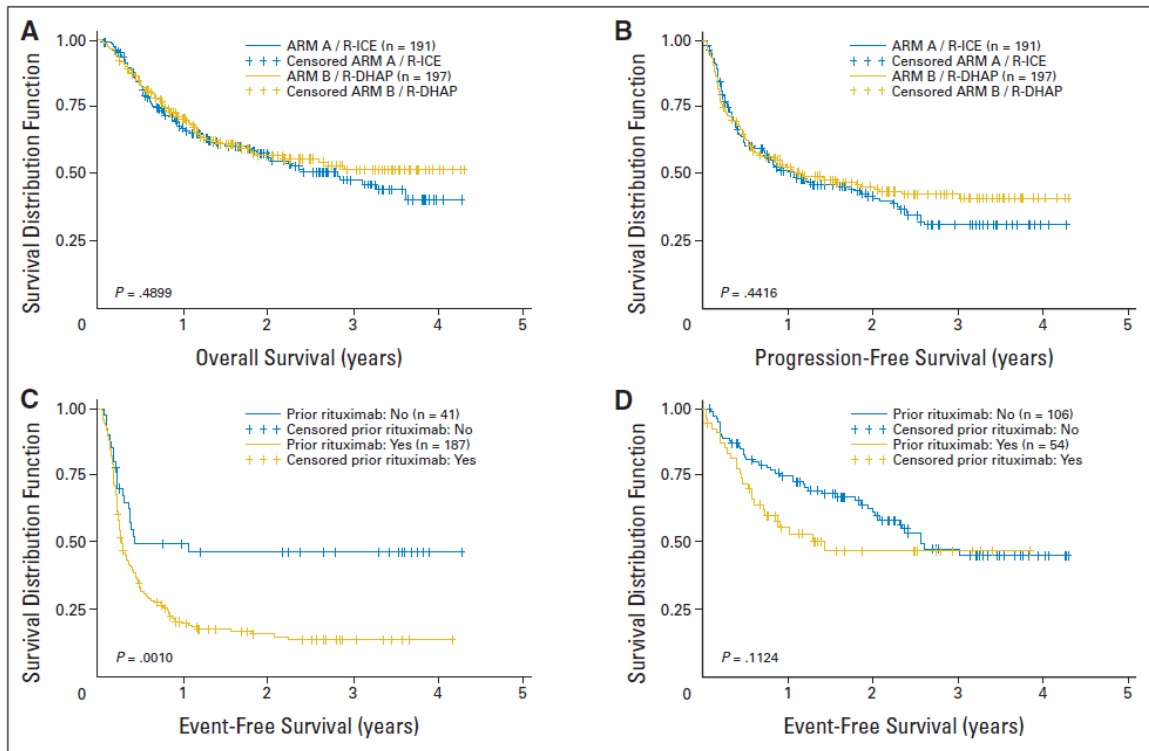 A
1.00
0.75
0.50
0.25
0
1
2
3
4
5
Survival Distribution Function
ARM A / R-ICE (n = 191)
Censored ARM A / R-ICE
ARM B / R-DHAP (n = 197)
Censored ARM B / R-DHAP
P = .4899
Overall Survival (years)
B
1.00
0.75
0.50
0.25
0
1
2
3
4
5
Survival Distribution Function
ARM A / R-ICE (n = 191)
Censored ARM A / R-ICE
ARM B / R-DHAP (n = 197)
Censored ARM B / R-DHAP
P = .4416
Progression-Free Survival (years)
C
1.00
0.75
0.50
0.25
0
1
2
3
4
5
Survival Distribution Function
Prior rituximab: No (n = 41)
Censored prior rituximab: No
Prior rituximab: Yes (n = 187)
Censored prior rituximab: Yes
P = .0010
Event-Free Survival (years)
D
1.00
0.75
0.50
0.25
0
1
2
3
4
5
Survival Distribution Function
Prior rituximab: No (n = 106)
Censored prior rituximab: No
Prior rituximab: Yes (n = 54)
Censored prior rituximab: Yes
P = .1124
Event-Free Survival (years)